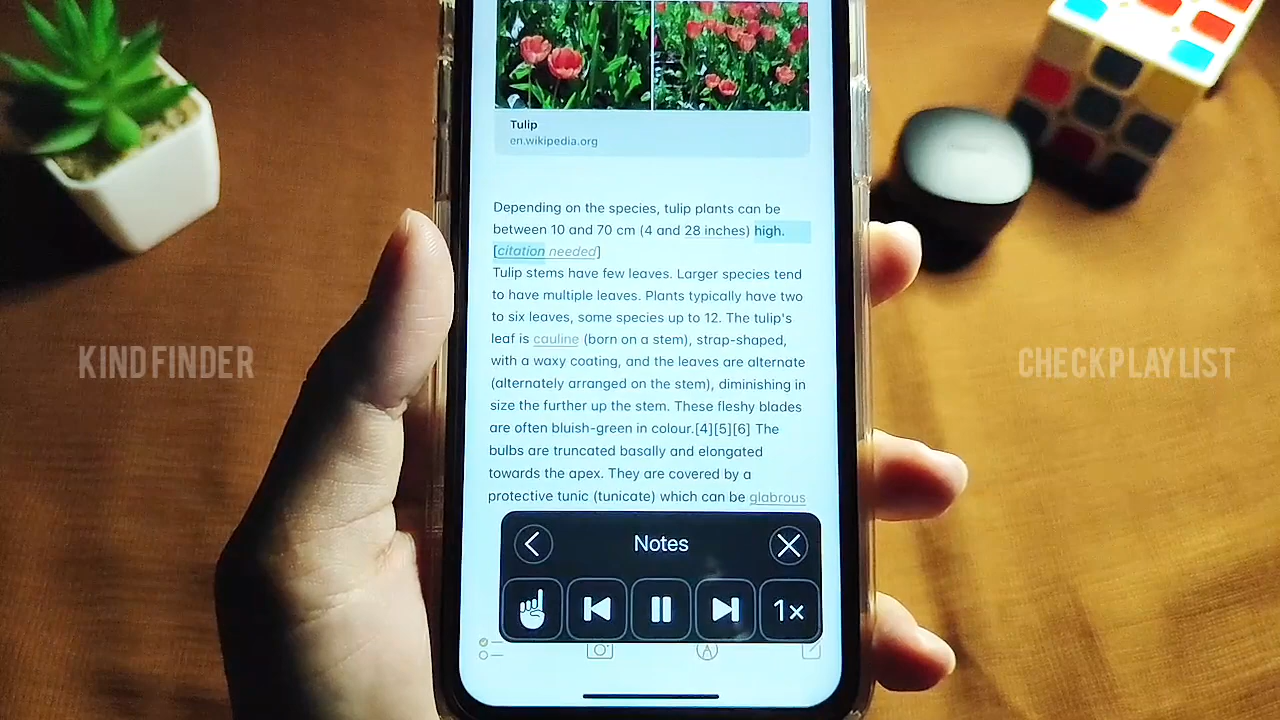 Tulip
en.wikipedia.org
Depending on the species, tulip plants can be
between 10 and 70 cm (4 and 28 inches) high.
[citation needed]
Tulip stems have few leaves. Larger species tend
to have multiple leaves. Plants typically have two
to six leaves, some species up to 12. The tulip's
leaf is cauline (born on a stem), strap-shaped,
with a waxy coating, and the leaves are alternate
(alternately arranged on the stem), diminishing in
size the further up the stem. These fleshy blades
are often bluish-green in colour.[4][5][6] The
bulbs are truncated basally and elongated
towards the apex. They are covered by a
protective tunic (tunicate) which can be glabrous
KINDFINDER
CHECKPLAYLIST
Notes
1×